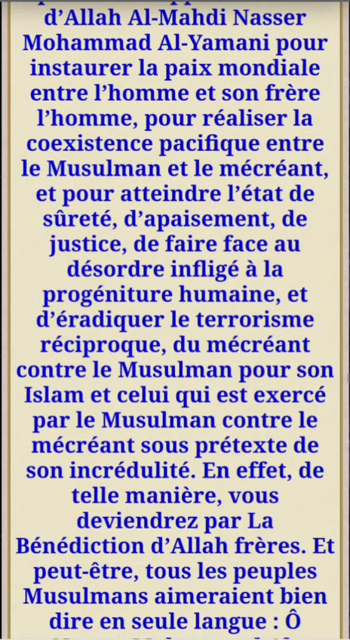 d’Allah Al-Mahdi Nasser
Mohammad Al-Yamani pour
instaurer la paix mondiale
entre l’homme et son frère
l’homme, pour réaliser la
coexistence pacifique entre
le Musulman et le mécréant,
et pour atteindre l’état de
sûreté, d’apaisement, de
justice, de faire face au
désordre infligé à la
progéniture humaine, et
d’éradiquer le terrorisme
réciproque, du mécréant
contre le Musulman pour son
Islam et celui qui est exercé
par le Musulman contre le
mécréant sous prétexte de
son incrédulité. En effet, de
telle manière, vous
deviendrez par La
Bénédiction d’Allah frères. Et
peut-être, tous les peuples
Musulmans aimeraient bien
dire en seule langue : Ô